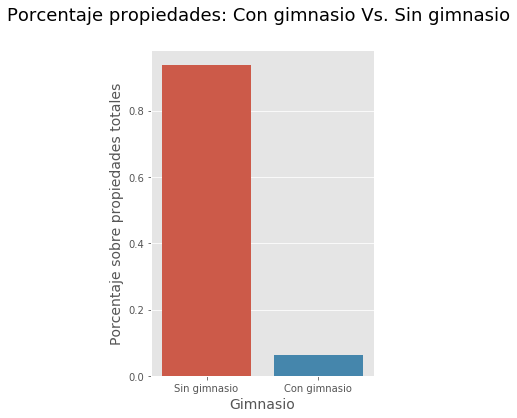 Porcentaje propiedades: Con gimnasio Vs. Sin gimnasio
Porcentaje sobre propiedades totales
0.8
0.6
0.4
0.2
0.0
Sin gimnasio
Con gimnasio
Gimnasio